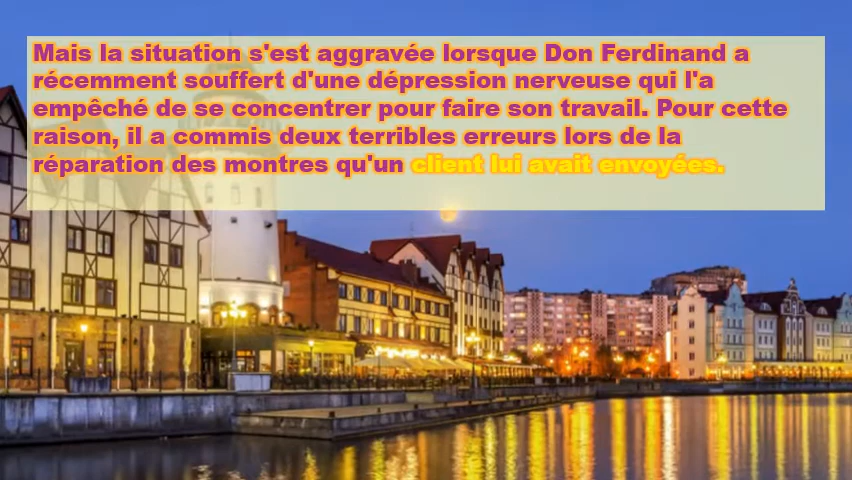 Mais la situation s'est aggravée lorsque Don Ferdinand a
récemment souffert d'une dépression nerveuse qui l'a
empêché de se concentrer pour faire son travail. Pour cette
raison, il a commis deux terribles erreurs lors de la
réparation des montres qu'un client lui avait envoyées.